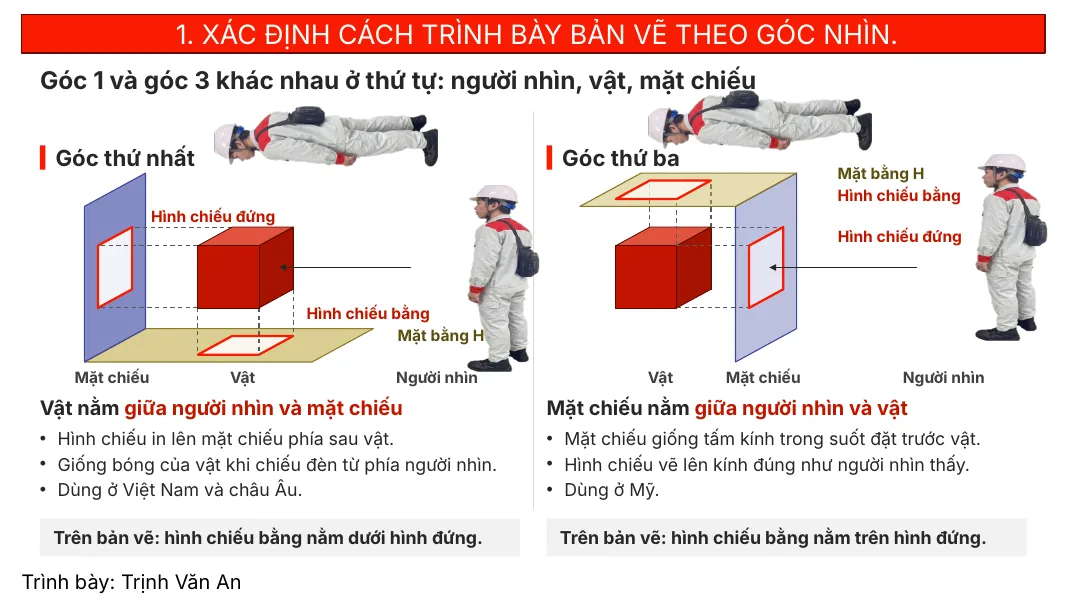 1. XÁC ĐỊNH CÁCH TRÌNH BÀY BẢN VẼ THEO GÓC NHÌN.
Góc 1 và góc 3 khác nhau ở thứ tự: người nhìn, vật, mặt chiếu
Góc thứ nhất
Hình chiếu đứng
Hình chiếu bằng
Mặt bằng H
Mặt chiếu
Vật
Người nhìn
Vật nằm giữa người nhìn và mặt chiếu
• Hình chiếu in lên mặt chiếu phía sau vật.
• Giống bóng của vật khi chiếu đèn từ phía người nhìn.
• Dùng ở Việt Nam và châu Âu.
Trên bản vẽ: hình chiếu bằng nằm dưới hình đứng.
Góc thứ ba
Mặt bằng H
Hình chiếu bằng
Hình chiếu đứng
Vật
Mặt chiếu
Người nhìn
Mặt chiếu nằm giữa người nhìn và vật
• Mặt chiếu giống tấm kính trong suốt đặt trước vật.
• Hình chiếu vẽ lên kính đúng như người nhìn thấy.
• Dùng ở Mỹ.
Trên bản vẽ: hình chiếu bằng nằm trên hình đứng.
Trình bày: Trịnh Văn An